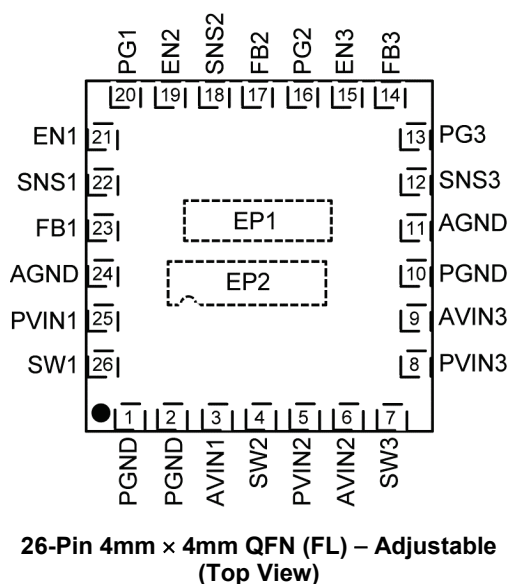 PG1 EN2 SNS2 FB2 PG2 EN3 FB3
20 19 18 17 16 15 14
EN1 21 13 PG3
SNS1 22 12 SNS3
FB1 23 EP1 11 AGND
AGND 24 EP2 10 PGND
PVIN1 25 9 AVIN3
SW1 26 8 PVIN3
1 2 3 4 5 6 7
PGND PGND AVIN1 SW2 PVIN2 AVIN2 SW3
26-Pin 4mm × 4mm QFN (FL) – Adjustable
(Top View)